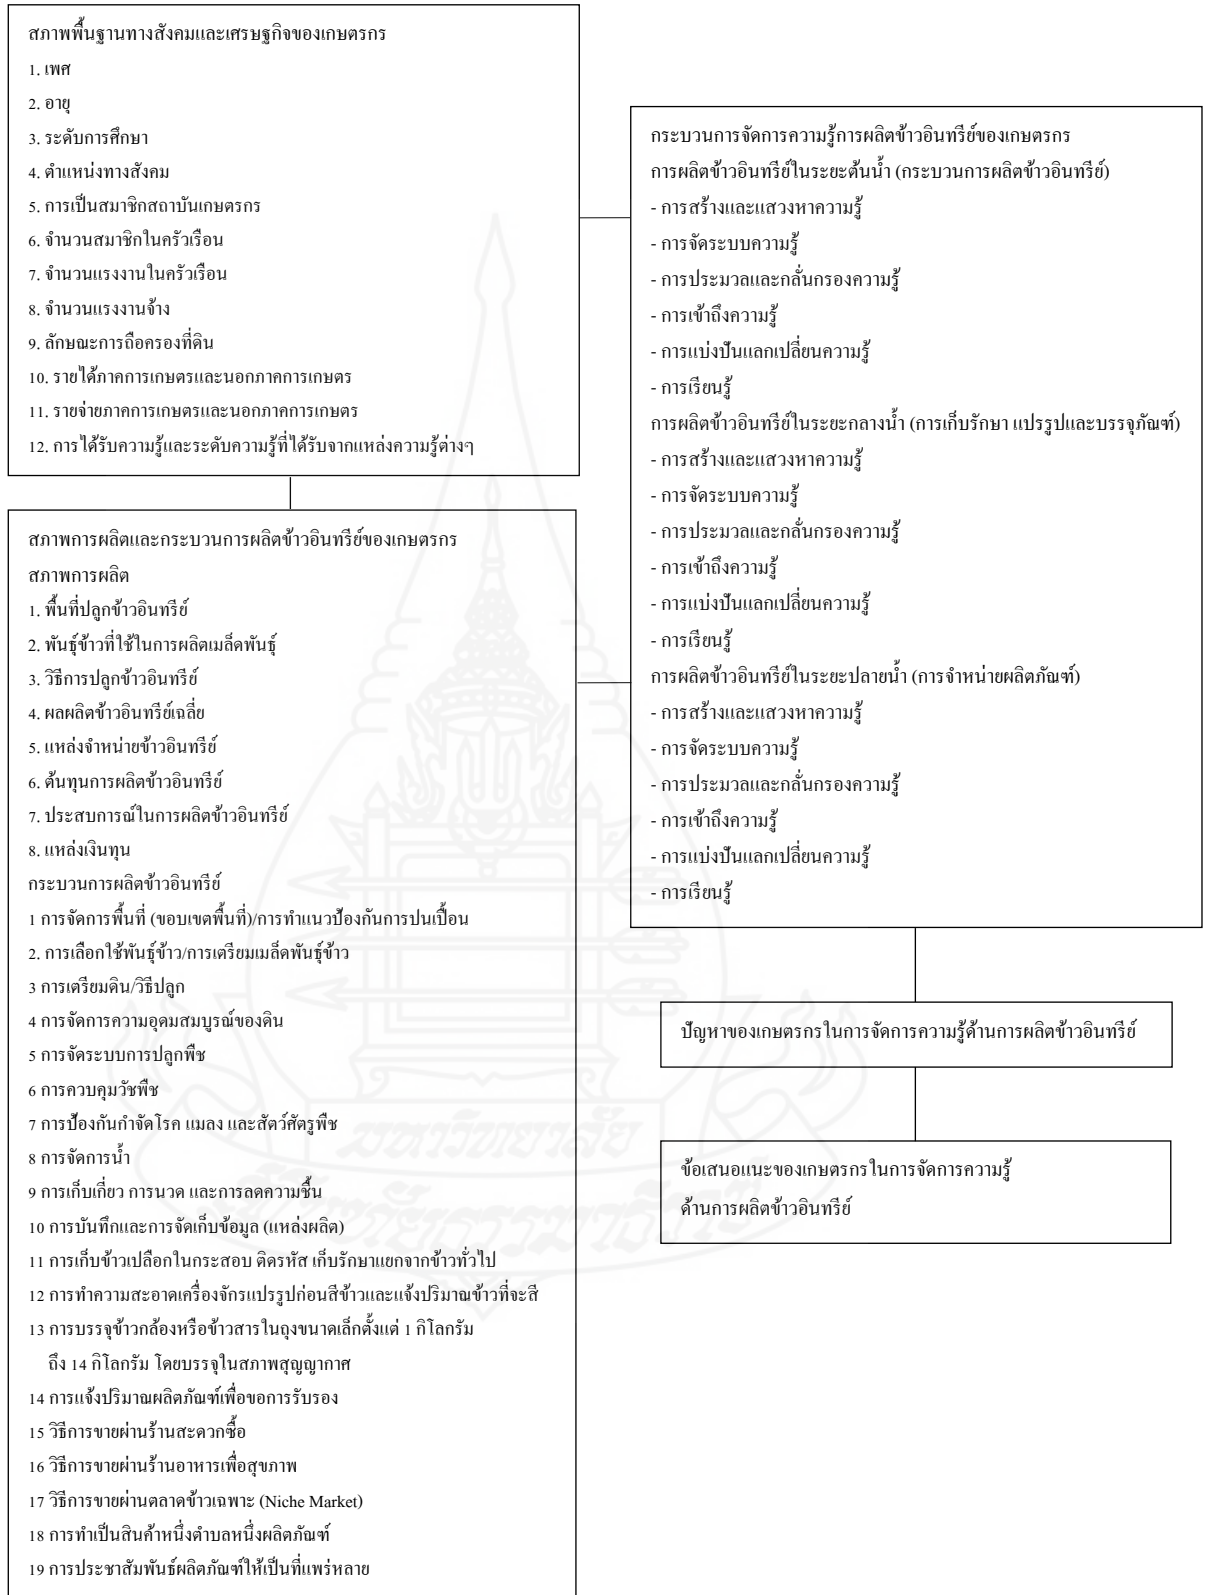 สภาพพื้นฐานทางสังคมและเศรษฐกิจของเกษตรกร
1. เพศ
2. อายุ
3. ระดับการศึกษา
4. ตำแหน่งทางสังคม
5. การเป็นสมาชิกสถาบันเกษตรกร
6. จำนวนสมาชิกในครัวเรือน
7. จำนวนแรงงานในครัวเรือน
8. จำนวนแรงงานจ้าง
9. ลักษณะการถือครองที่ดิน
10. รายได้ภาคการเกษตรและนอกภาคการเกษตร
11. รายจ่ายภาคการเกษตรและนอกภาคการเกษตร
12. การได้รับความรู้และระดับความรู้ที่ได้รับจากแหล่งความรู้ต่างๆ
สภาพการผลิตและกระบวนการผลิตข้าวอินทรีย์ของเกษตรกร
สภาพการผลิต
1. พื้นที่ปลูกข้าวอินทรีย์
2. พันธุ์ข้าวที่ใช้ในการผลิตเมล็ดพันธุ์
3. วิธีการปลูกข้าวอินทรีย์
4. ผลผลิตข้าวอินทรีย์เฉลี่ย
5. แหล่งจำหน่ายข้าวอินทรีย์
6. ต้นทุนการผลิตข้าวอินทรีย์
7. ประสบการณ์ในการผลิตข้าวอินทรีย์
8. แหล่งเงินทุน
กระบวนการผลิตข้าวอินทรีย์
1 การจัดการพื้นที่ (ขอบเขตพื้นที่)/การทำแนวป้องกันการปนเปื้อน
2. การเลือกใช้พันธุ์ข้าว/การเตรียมเมล็ดพันธุ์ข้าว
3 การเตรียมดิน/วิธีปลูก
4 การจัดการความอุดมสมบูรณ์ของดิน
5 การจัดระบบการปลูกพืช
6 การควบคุมวัชพืช
7 การป้องกันกำจัดโรค แมลง และสัตว์ศัตรูพืช
8 การจัดการน้ำ
9 การเก็บเกี่ยว การนวด และการลดความชื้น
10 การบันทึกและการจัดเก็บข้อมูล (แหล่งผลิต)
11 การเก็บข้าวเปลือกในกระสอบ ติดรหัส เก็บรักษาแยกจากข้าวทั่วไป
12 การทำความสะอาดเครื่องจักรแปรรูปก่อนสีข้าวและแจ้งปริมาณข้าวที่จะสี
13 การบรรจุข้าวกล้องหรือข้าวสารในถุงขนาดเล็กตั้งแต่ 1 กิโลกรัม
ถึง 14 กิโลกรัม โดยบรรจุในสภาพสุญญากาศ
14 การแจ้งปริมาณผลิตภัณฑ์เพื่อขอการรับรอง
15 วิธีการขายผ่านร้านสะดวกซื้อ
16 วิธีการขายผ่านร้านอาหารเพื่อสุขภาพ
17 วิธีการขายผ่านตลาดข้าวเฉพาะ (Niche Market)
18 การทำเป็นสินค้าหนึ่งตำบลหนึ่งผลิตภัณฑ์
19 การประชาสัมพันธ์ผลิตภัณฑ์ให้เป็นที่แพร่หลาย
กระบวนการจัดการความรู้การผลิตข้าวอินทรีย์ของเกษตรกร
การผลิตข้าวอินทรีย์ในระยะต้นน้ำ (กระบวนการผลิตข้าวอินทรีย์)
- การสร้างและแสวงหาความรู้
- การจัดระบบความรู้
- การประมวลและกลั่นกรองความรู้
- การเข้าถึงความรู้
- การแบ่งปันแลกเปลี่ยนความรู้
- การเรียนรู้
การผลิตข้าวอินทรีย์ในระยะกลางน้ำ (การเก็บรักษา แปรรูปและบรรจุภัณฑ์)
- การสร้างและแสวงหาความรู้
- การจัดระบบความรู้
- การประมวลและกลั่นกรองความรู้
- การเข้าถึงความรู้
- การแบ่งปันแลกเปลี่ยนความรู้
- การเรียนรู้
การผลิตข้าวอินทรีย์ในระยะปลายน้ำ (การจำหน่ายผลิตภัณฑ์)
- การสร้างและแสวงหาความรู้
- การจัดระบบความรู้
- การประมวลและกลั่นกรองความรู้
- การเข้าถึงความรู้
- การแบ่งปันแลกเปลี่ยนความรู้
- การเรียนรู้
ปัญหาของเกษตรกรในการจัดการความรู้ด้านการผลิตข้าวอินทรีย์
ข้อเสนอแนะของเกษตรกรในการจัดการความรู้
ด้านการผลิตข้าวอินทรีย์
มหาวิทยาลัย
สุโขทัยธรรมาธิราช